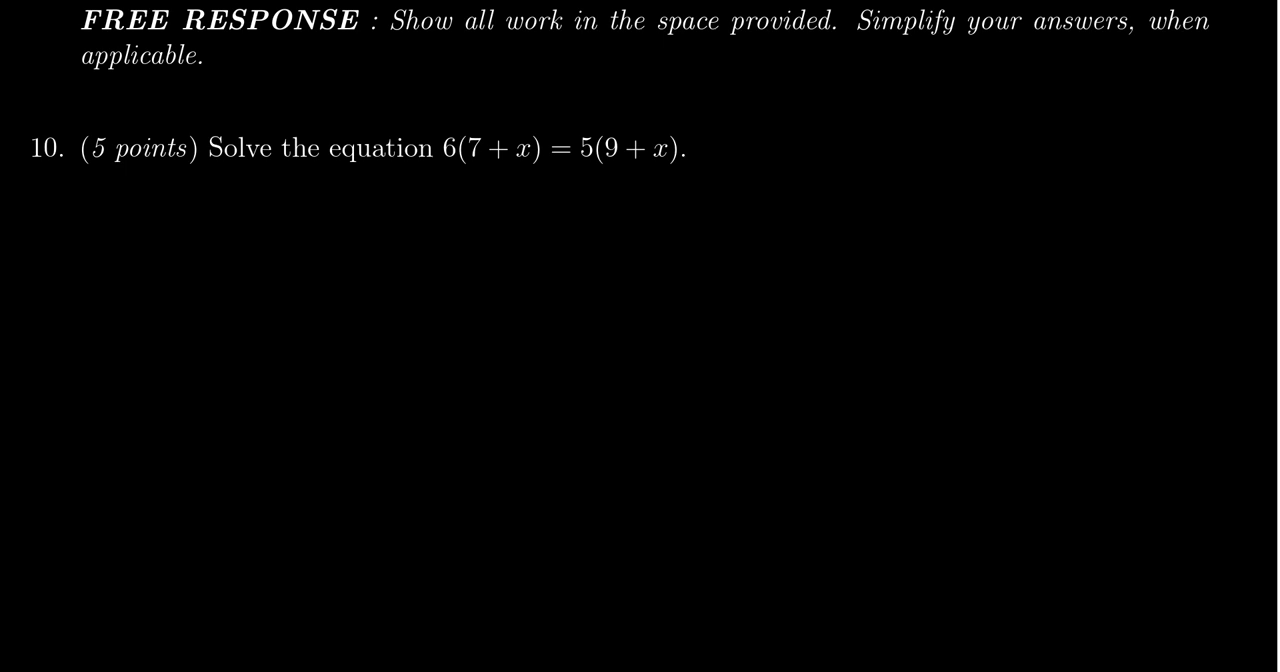 FREE RESPONSE : Show all work in the space provided. Simplify your answers, when
applicable.
10. (5 points) Solve the equation 6(7 + x) = 5(9 + x).